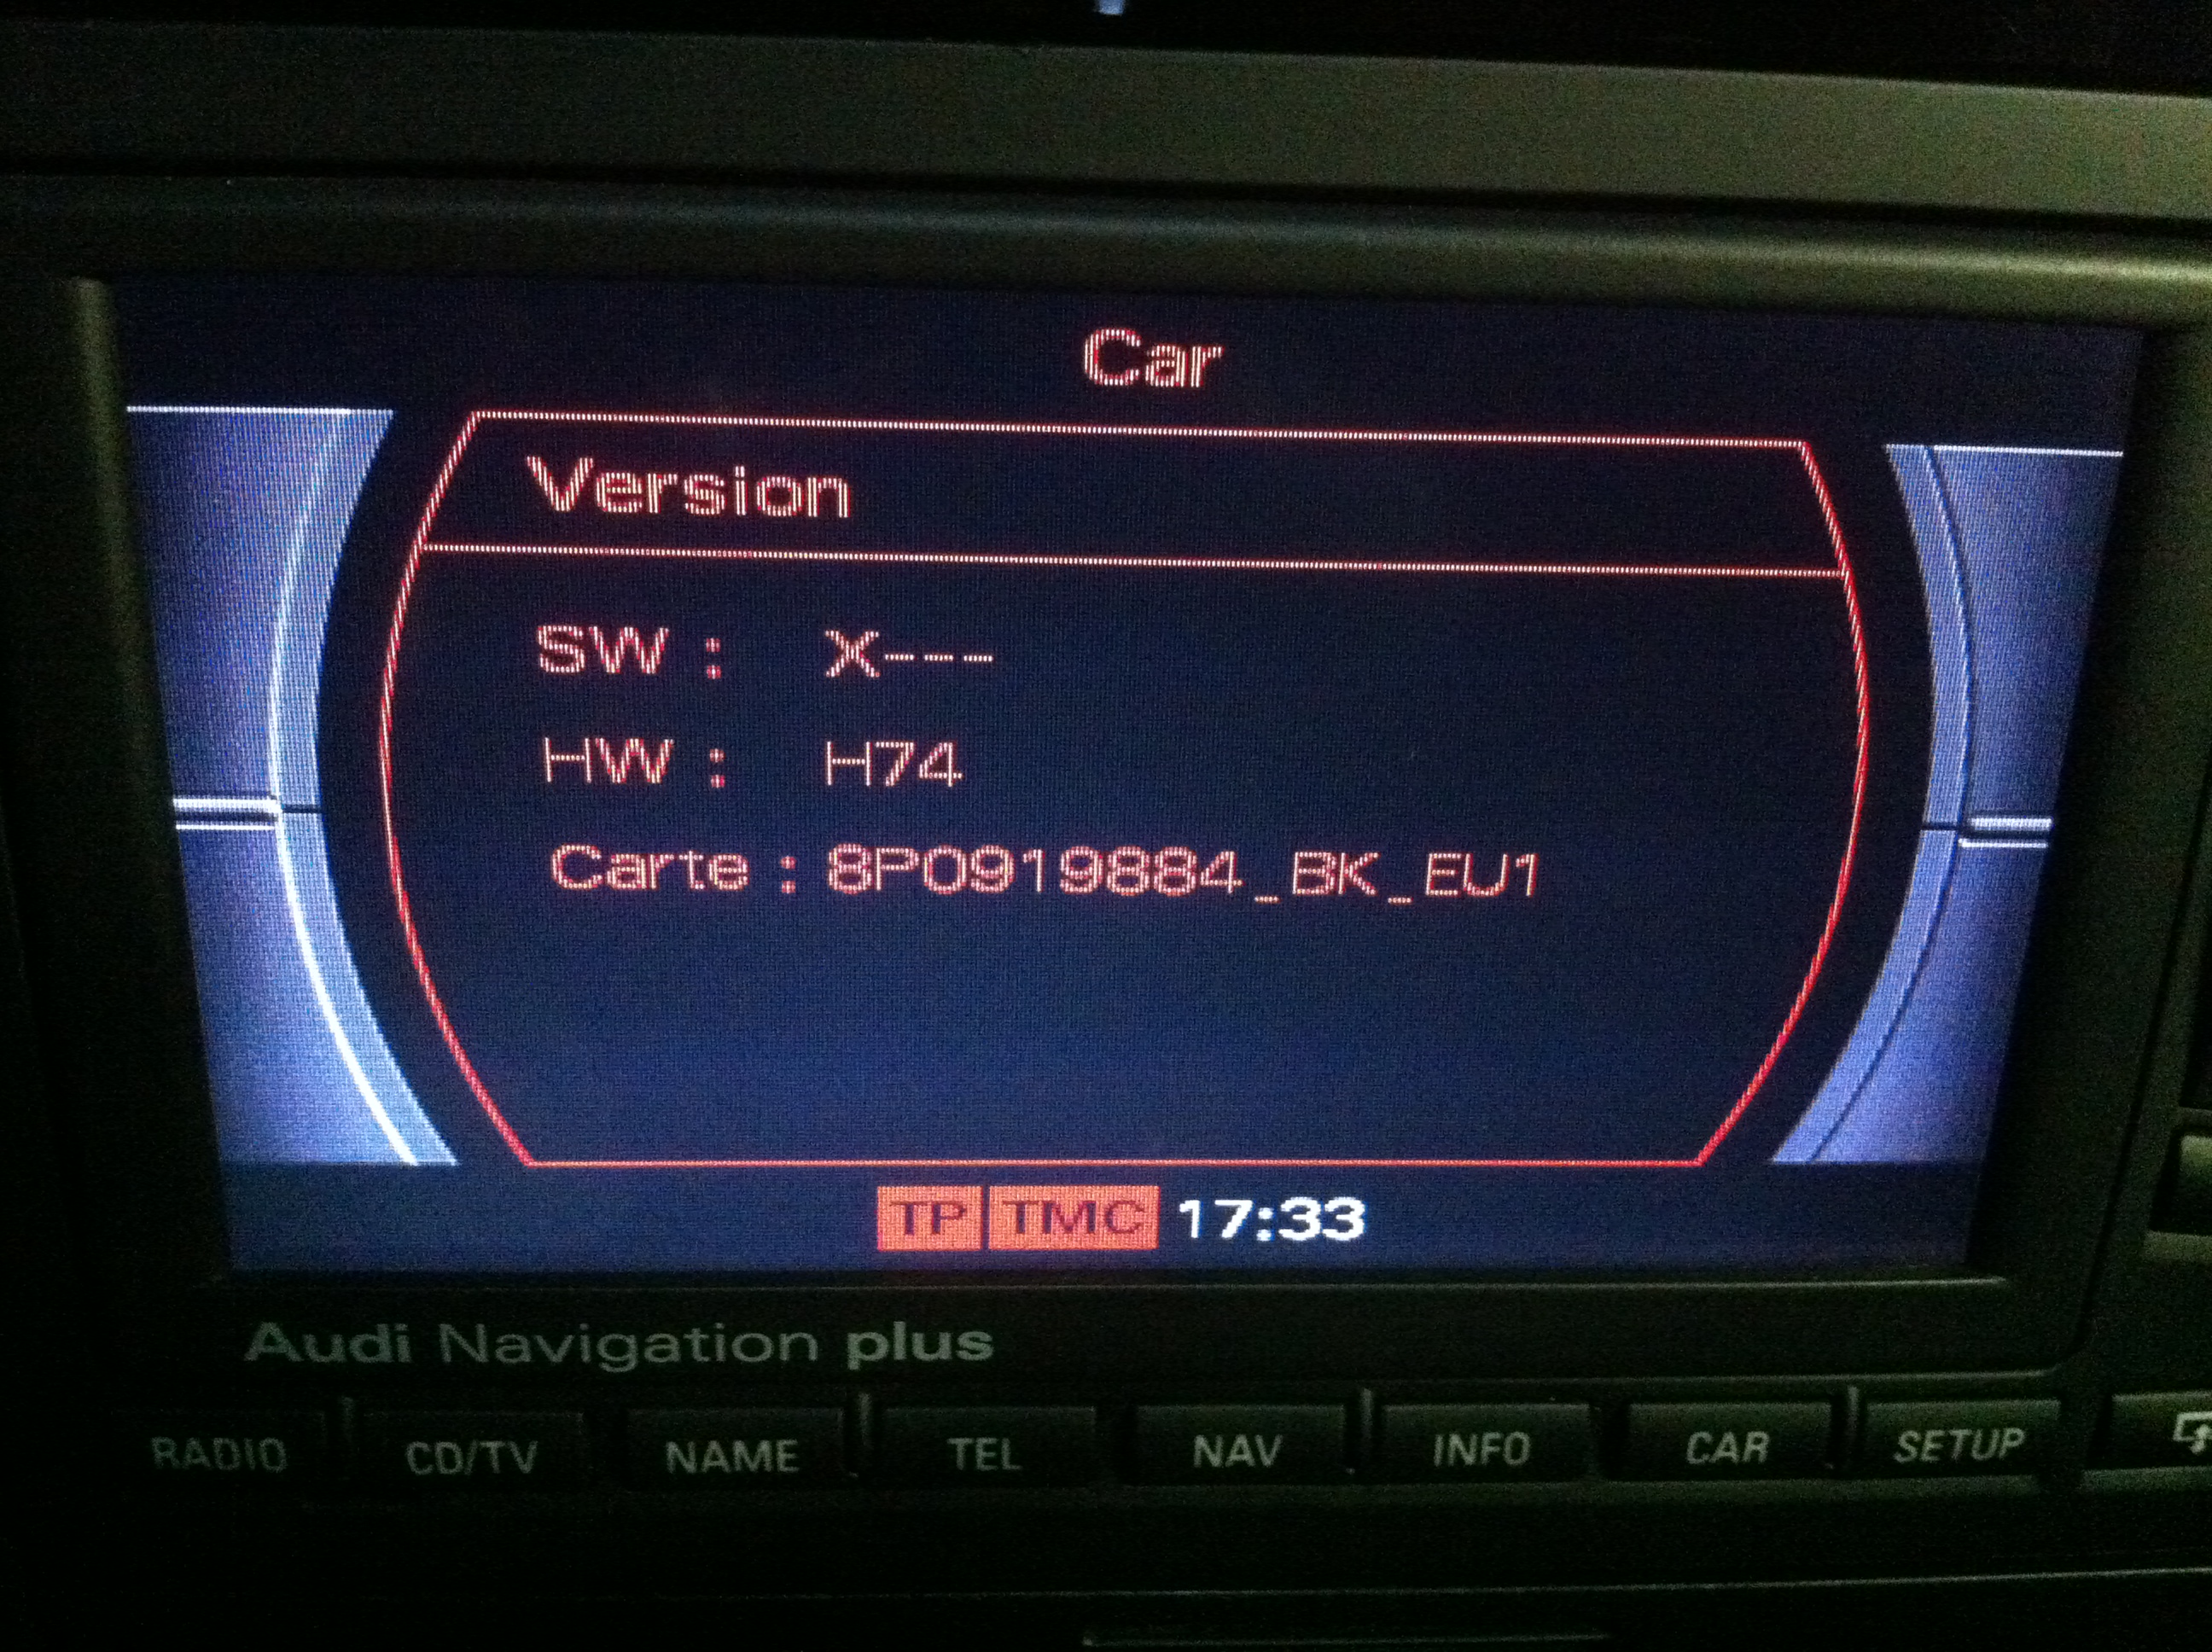 Car
Version
SW : X---
HW : H74
Carte : 8P0919884_BK_EU1
TP TMC 17:33
Audi Navigation plus
RADIO CD/TV NAME TEL NAV INFO CAR SETUP